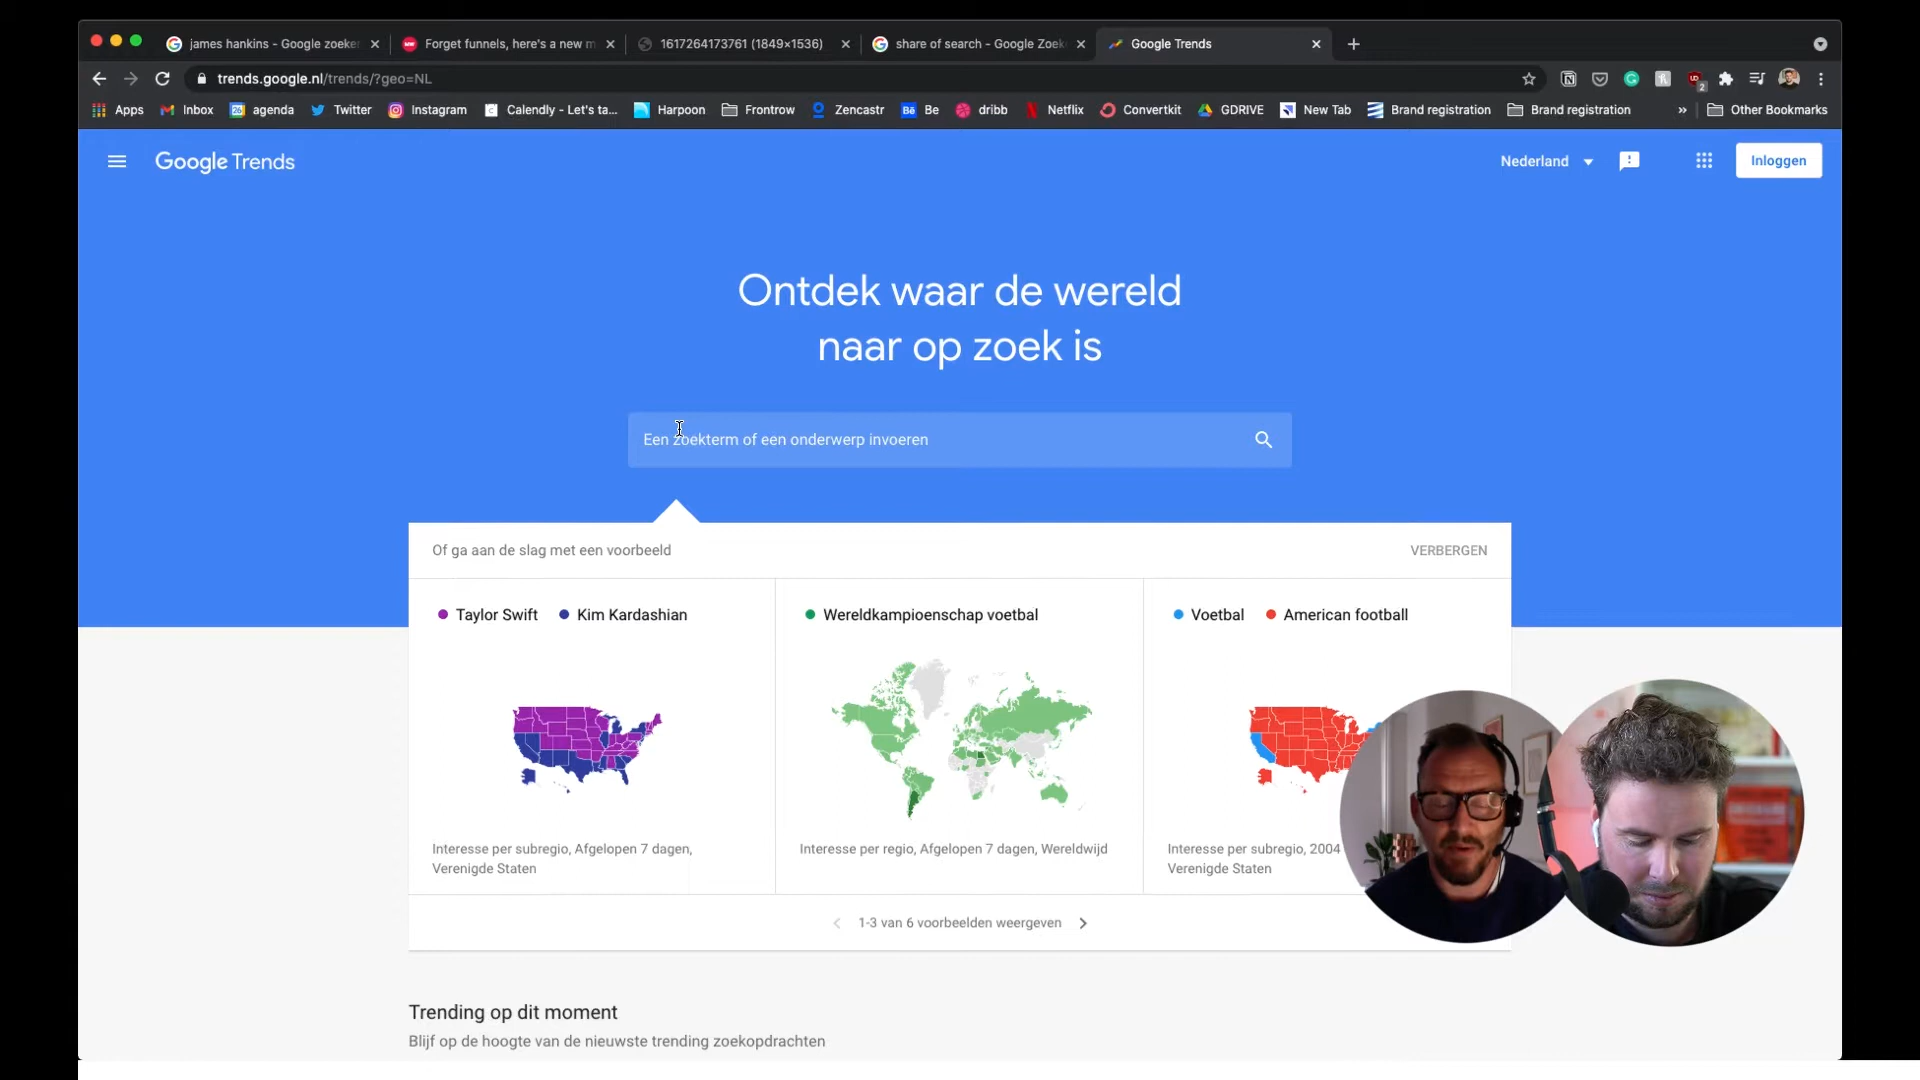 james hankins - Google zoeke
Forget funnels, here's a new m
1617264173761 (1849×1536)
share of search - Google Zoek
Google Trends
trends.google.nl/trends/?geo=NL
2
Apps
Inbox
agenda
Twitter
Instagram
Calendly - Let's ta...
Harpoon
Frontrow
Zencastr
Be
dribb
Netflix
Convertkit
GDRIVE
New Tab
Brand registration
Brand registration
»
Other Bookmarks
Google Trends
Nederland
Inloggen
Ontdek waar de wereld
naar op zoek is
Een zoekterm of een onderwerp invoeren
Of ga aan de slag met een voorbeeld
VERBERGEN
Taylor Swift
Kim Kardashian
Wereldkampioenschap voetbal
Voetbal
American football
Interesse per subregio, Afgelopen 7 dagen,
Verenigde Staten
Interesse per regio, Afgelopen 7 dagen, Wereldwijd
Interesse per subregio, 2004
Verenigde Staten
1-3 van 6 voorbeelden weergeven
Trending op dit moment
Blijf op de hoogte van de nieuwste trending zoekopdrachten